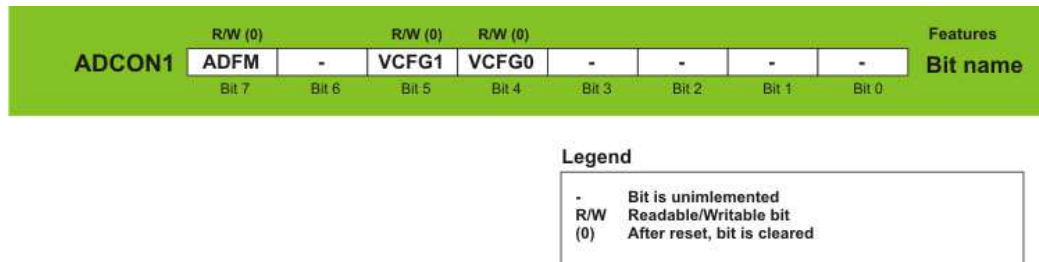 R/W (0) R/W (0) R/W (0) Features
ADCON1 ADFM - VCFG1 VCFG0 - - - - Bit name
Bit 7 Bit 6 Bit 5 Bit 4 Bit 3 Bit 2 Bit 1 Bit 0
Legend
- Bit is unimlemented
R/W Readable/Writable bit
(0) After reset, bit is cleared